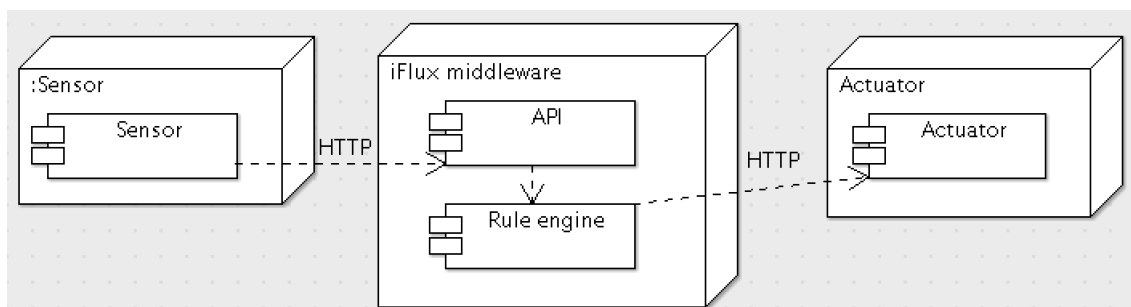 :Sensor
Sensor
HTTP
iFlux middleware
API
Rule engine
HTTP
Actuator
Actuator